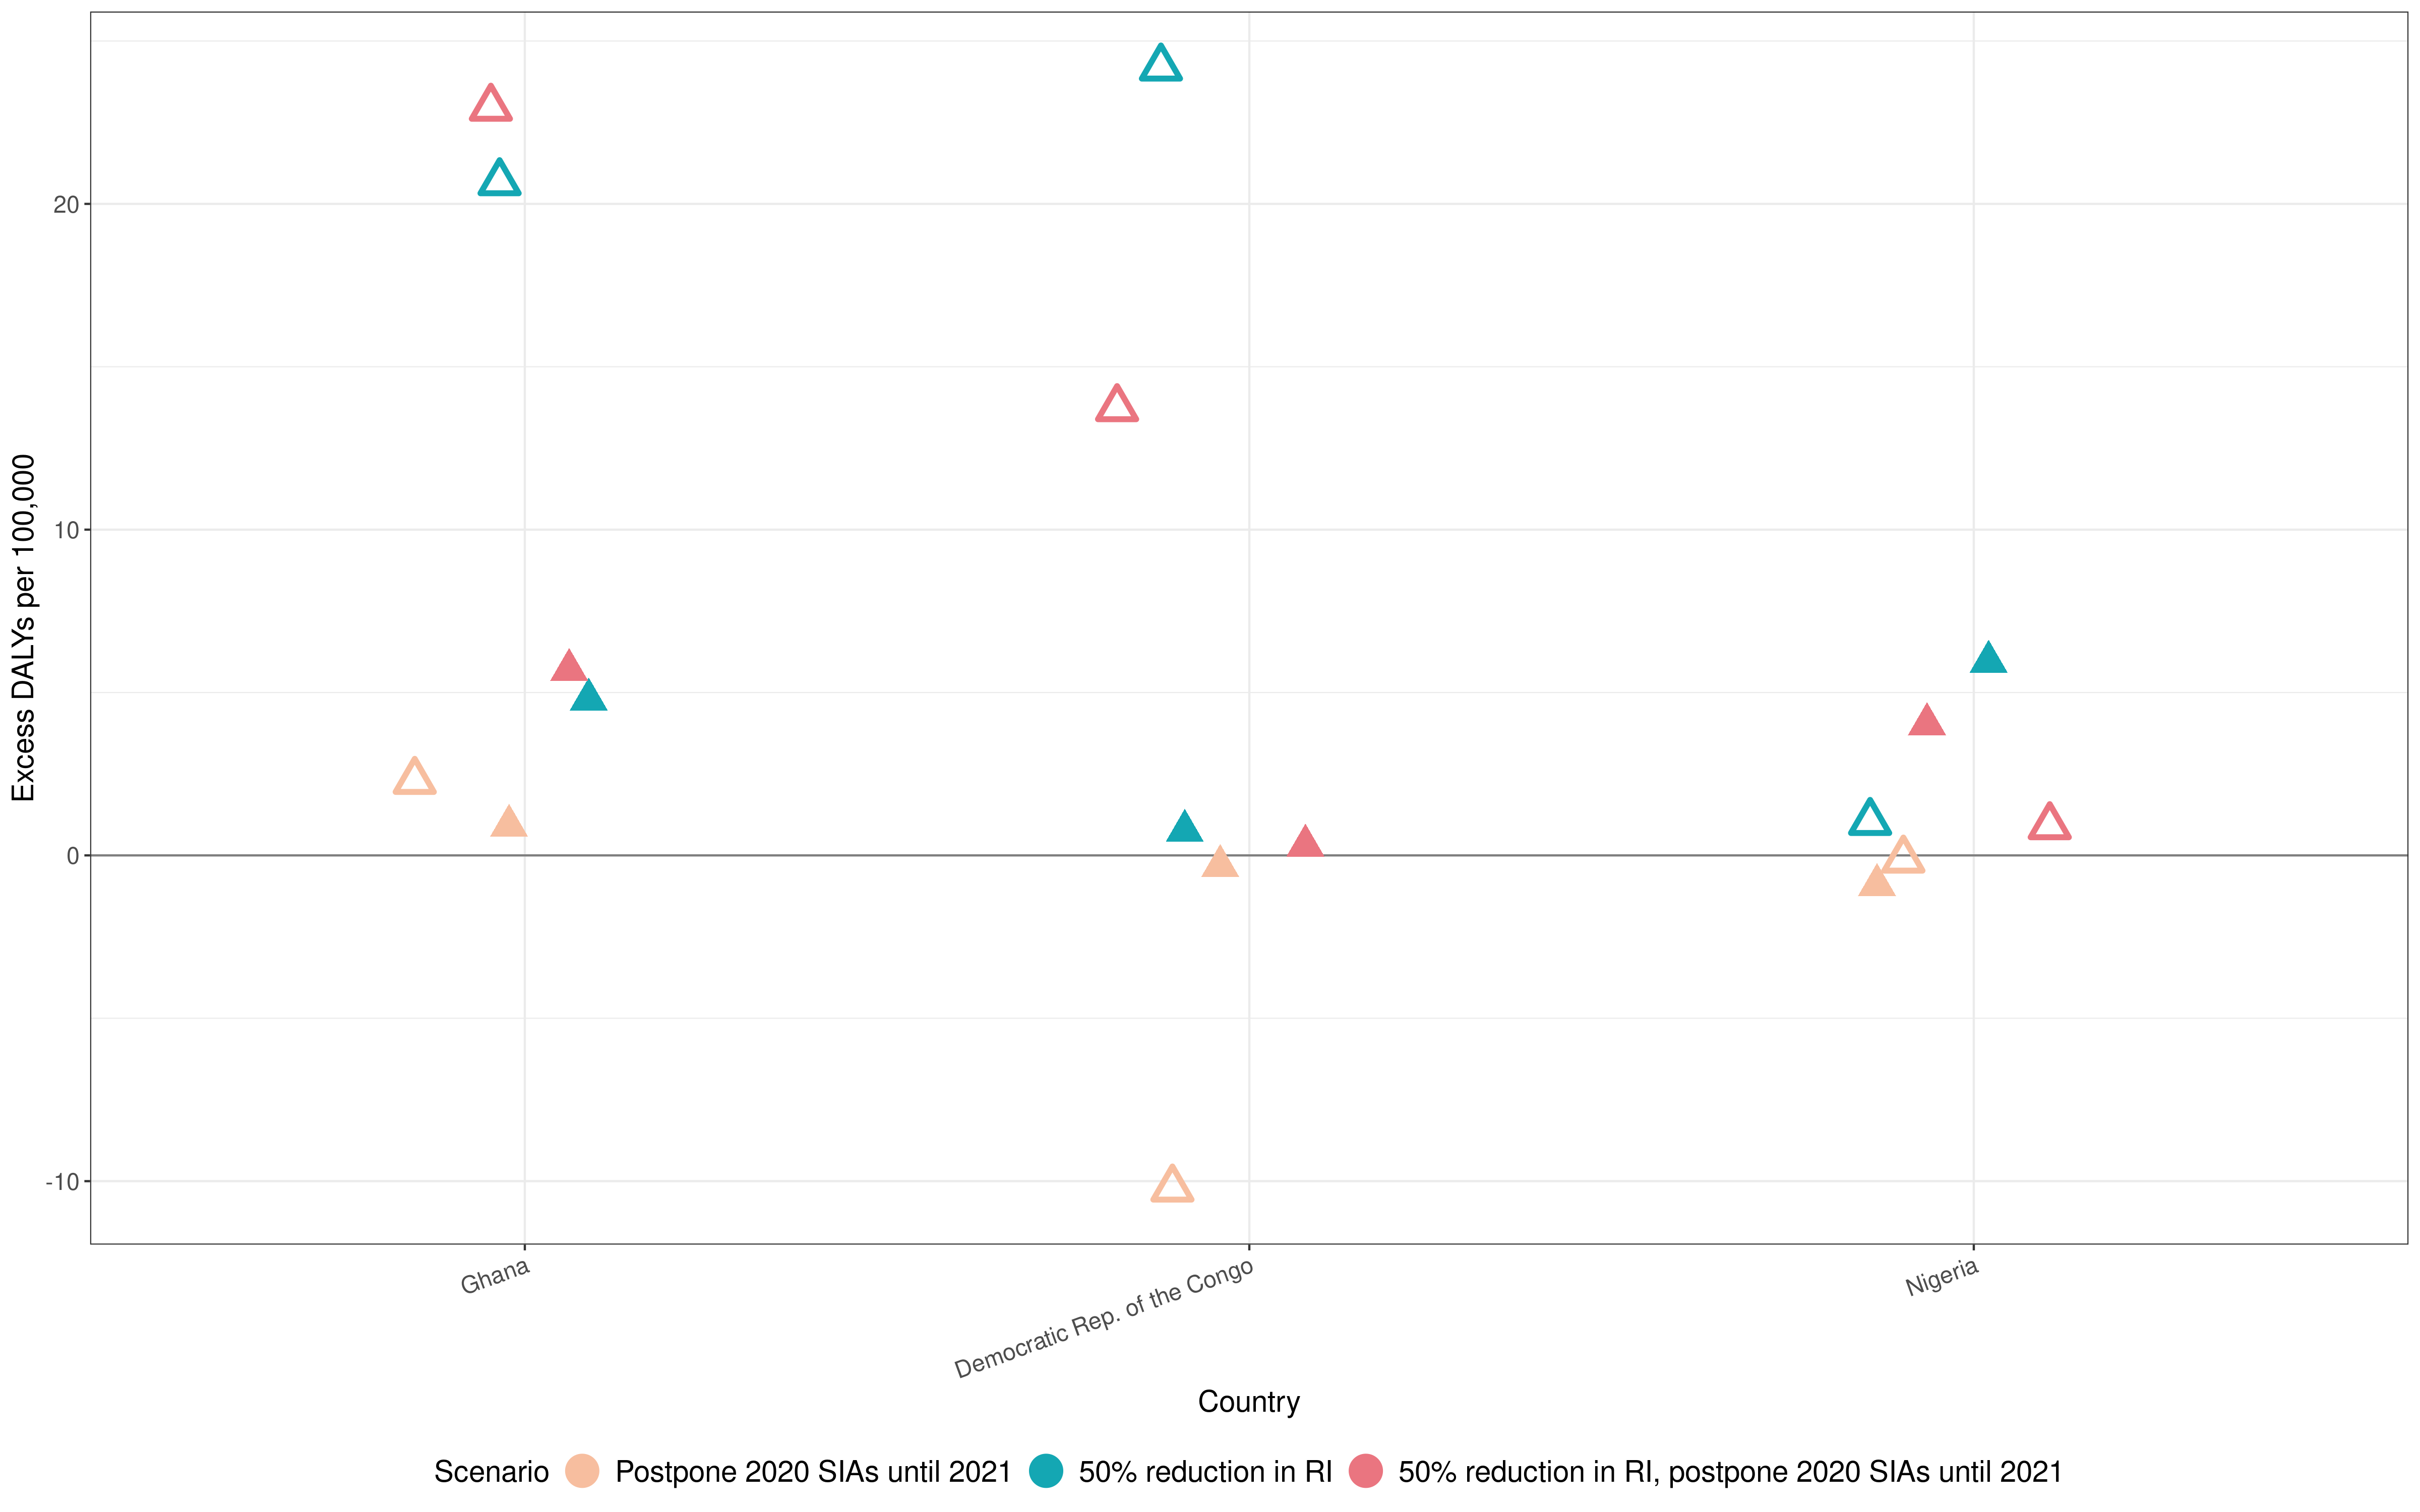 Excess DALYs per 100,000
20
10
0
-10
Ghana
Democratic Rep. of the Congo
Nigeria
Country
Scenario Postpone 2020 SIAs until 2021 50% reduction in RI 50% reduction in RI, postpone 2020 SIAs until 2021